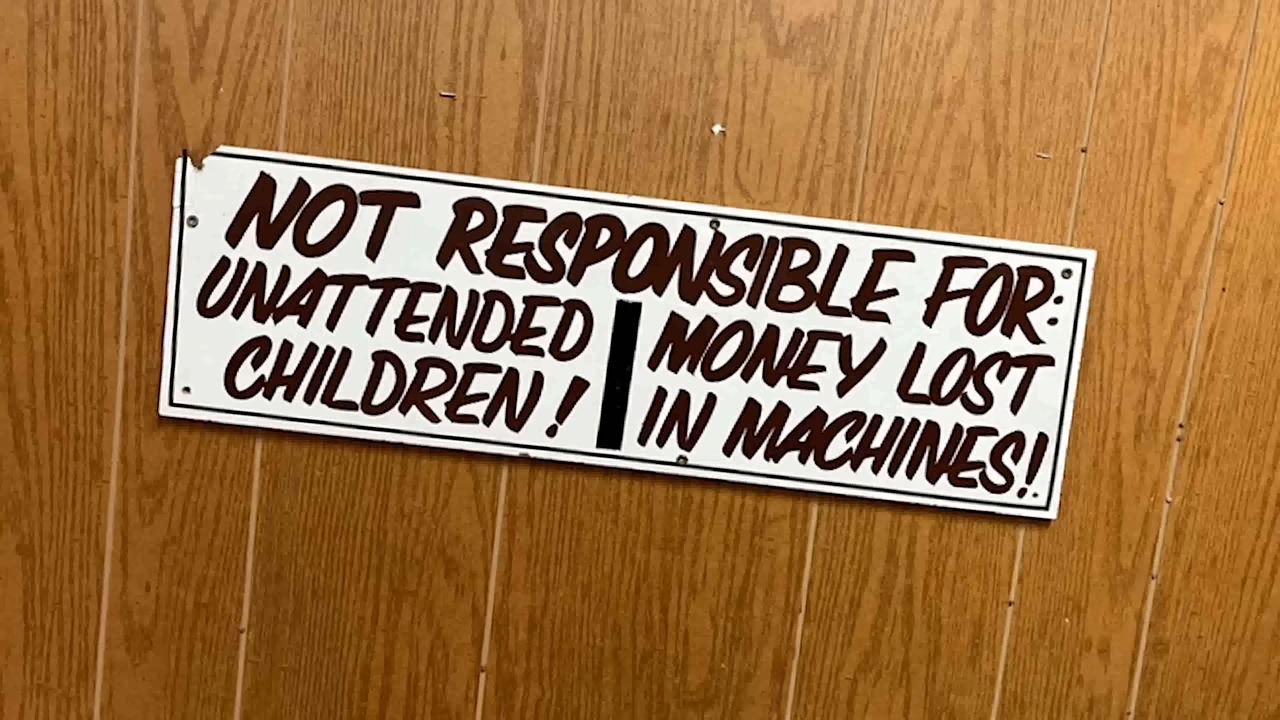 NOT RESPONSIBLE FOR:
UNATTENDED
CHILDREN!
MONEY LOST
IN MACHINES!